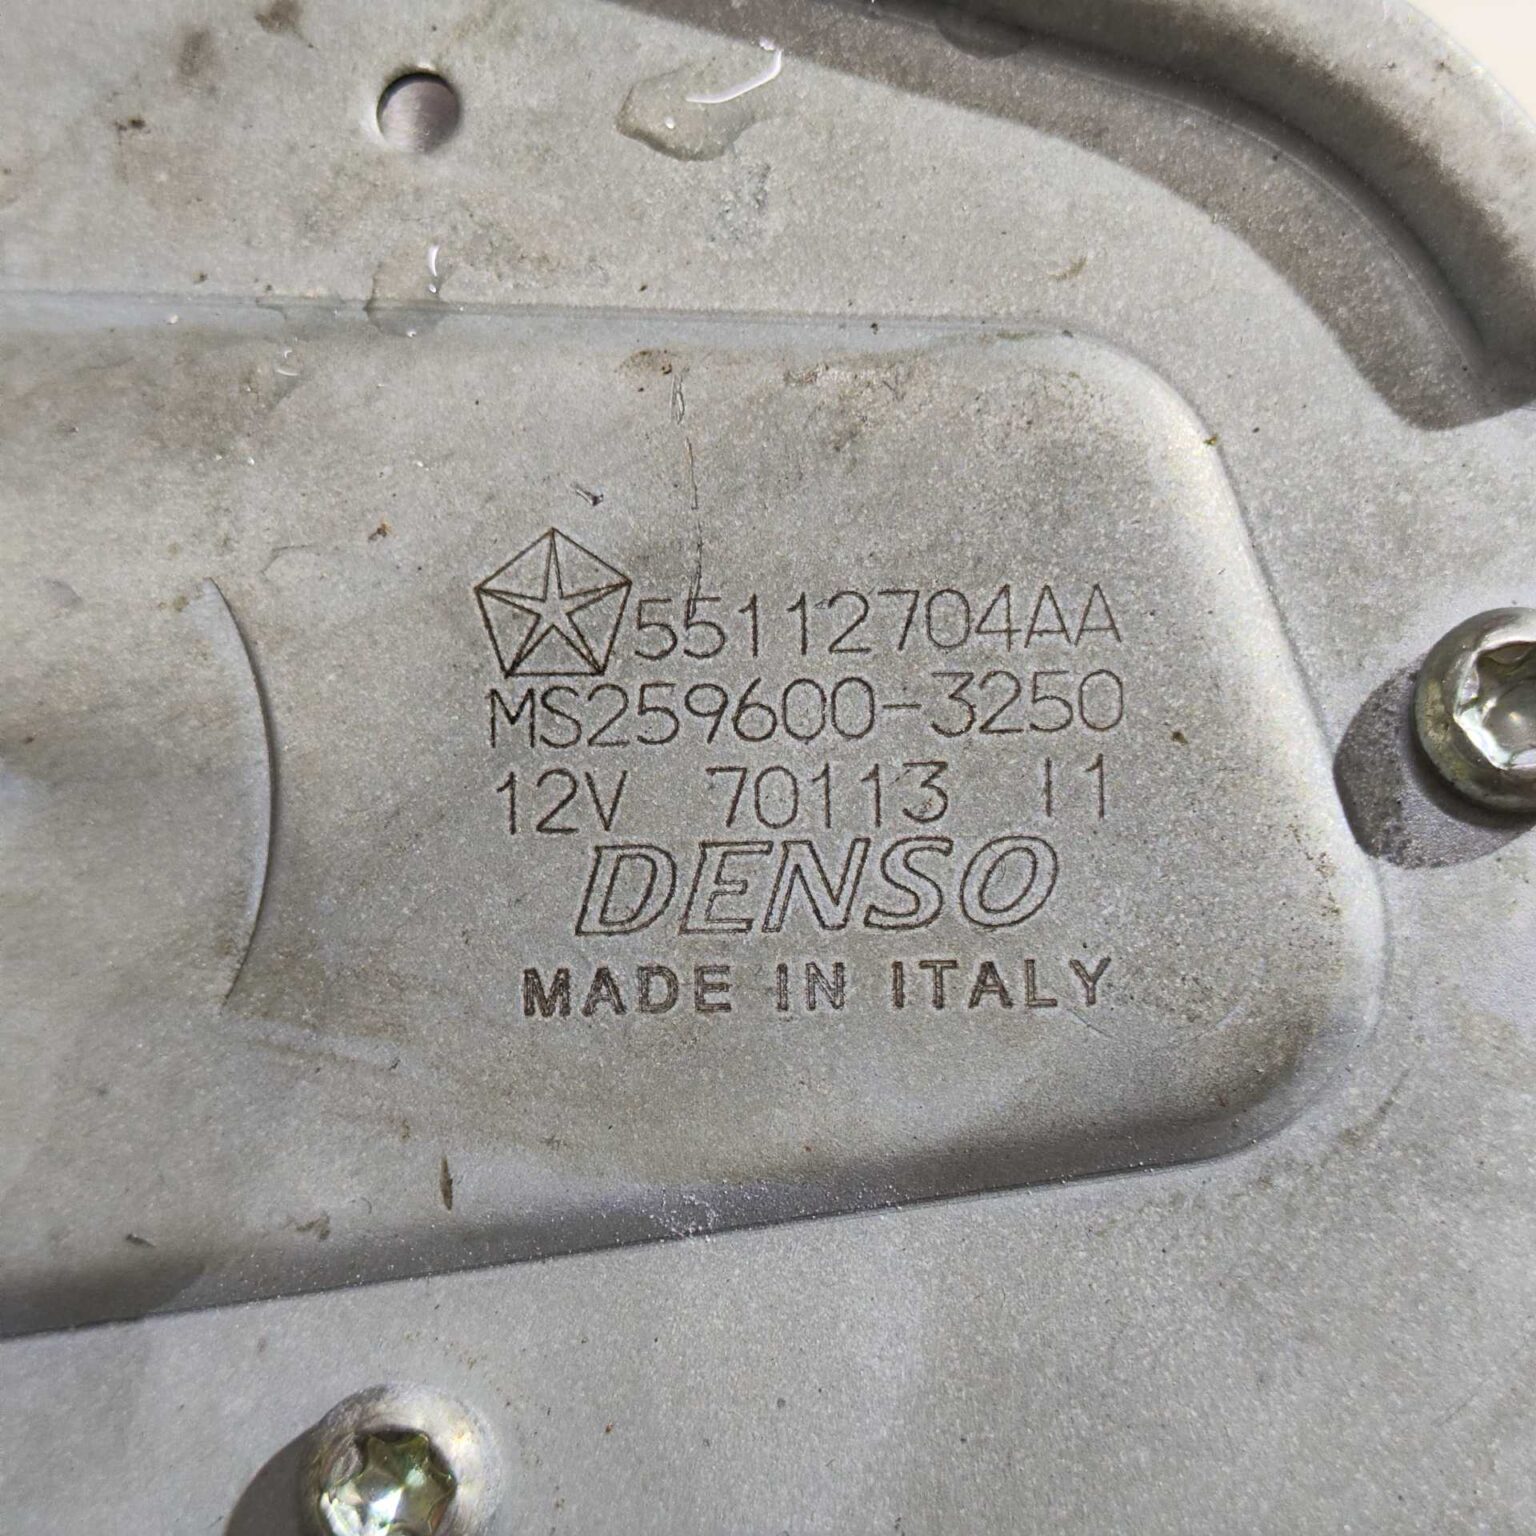 55112704AA
MS259600-3250
12V 70113 11
DENSO
MADE IN ITALY